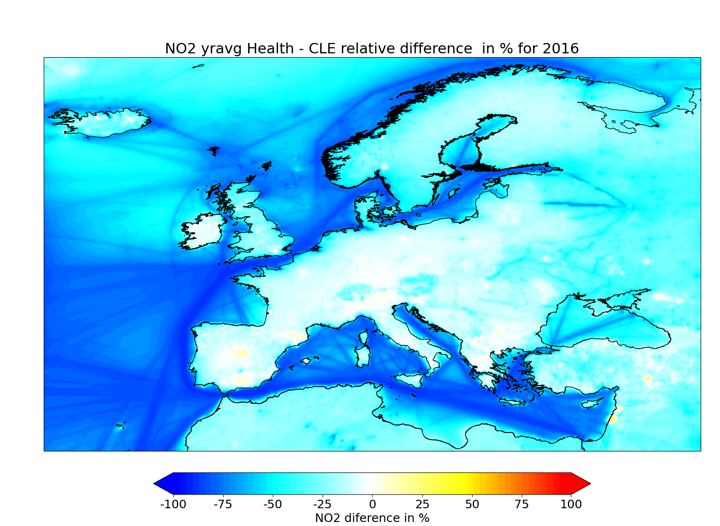 NO2 yravg Health - CLE relative difference in % for 2016
-100 -75 -50 -25 0 25 50 75 100
NO2 diference in %